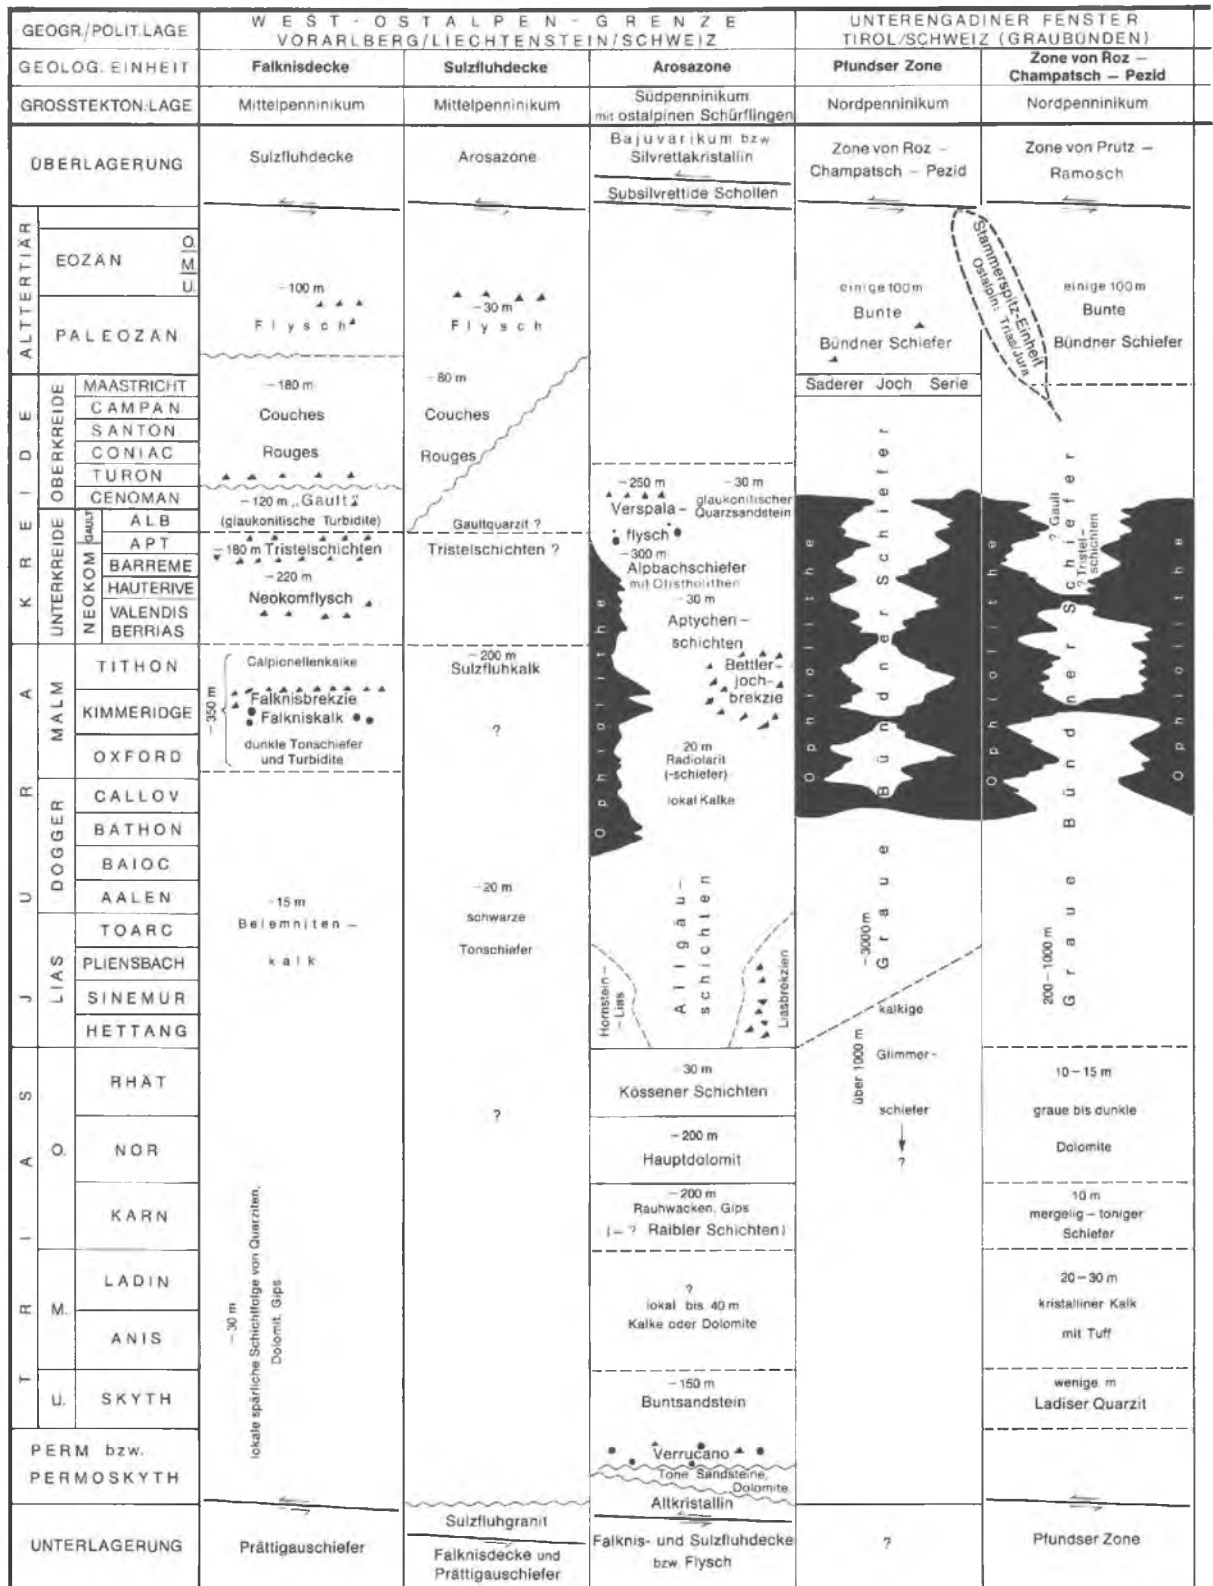 GEOGR./POLIT.LAGE
WEST-OSTALPEN-GRENZE
VORARLBERG/LIECHTENSTEIN/SCHWEIZ
UNTERENGADINER FENSTER
TIROL/SCHWEIZ (GRAUBÜNDEN)
GEOLOG. EINHEIT
Falknisdecke
Sulzfluhdecke
Arosazone
Pfundser Zone
Zone von Roz –
Champatsch – Pezid
GROSSTEKTON.LAGE
Mittelpenninikum
Mittelpenninikum
Südpenninikum
mit ostalpinen Schürflingen
Nordpenninikum
Nordpenninikum
ÜBERLAGERUNG
Sulzfluhdecke
Arosazone
Bajuvarikum bzw
Silvrettakristallin
Subsilvrettide Schollen
Zone von Roz –
Champatsch – Pezid
Zone von Prutz –
Ramosch
ALTTERTIÄR
EOZÄN
O.
M.
U.
PALEOZÄN
KREIDE
OBERKREIDE
MAASTRICHT
CAMPAN
SANTON
CONIAC
TURON
CENOMAN
UNTERKREIDE
GAULT
NEOKOM
ALB
APT
BARREME
HAUTERIVE
VALENDIS
BERRIAS
JURA
MALM
TITHON
KIMMERIDGE
OXFORD
DOGGER
CALLOV
BATHON
BAIOC
AALEN
LIAS
TOARC
PLIENSBACH
SINEMUR
HETTANG
TRIAS
O.
RHÄT
NOR
KARN
M.
LADIN
ANIS
U.
SKYTH
PERM bzw.
PERMOSKYTH
UNTERLAGERUNG
–100 m
Flysch
–180 m
Couches
Rouges
–120 m „Gault“
(glaukonitische Turbidite)
–180 m Tristelschichten
–220 m
Neokomflysch
–350 m
Calpionellenkalke
Falknisbrekzie
Falkniskalk
dunkle Tonschiefer
und Turbidite
–15 m
Belemniten –
kalk
–30 m
lokale spärliche Schichtfolge von Quarziten,
Dolomit, Gips
Prättigauschiefer
–30 m
Flysch
–80 m
Couches
Rouges
Gaultquarzit ?
Tristelschichten ?
–200 m
Sulzfluhkalk
?
–20 m
schwarze
Tonschiefer
?
Sulzfluhgranit
Falknisdecke und
Prättigauschiefer
–250 m
Verspala –
flysch
–30 m
glaukonitischer
Quarzsandstein
–300 m
Alpbachschiefer
mit Olistholithen
–30 m
Aptychen –
schichten
Bettler-
joch-
brekzie
Ophiolithe
20 m
Radiolarit
(-schiefer)
lokal Kalke
Allgäu –
schichten
Hornstein –
– Lias
Liasbrekzien
30 m
Kössener Schichten
–200 m
Hauptdolomit
–200 m
Rauhwacken, Gips
(– ? Raibler Schichten)
?
lokal bis 40 m
Kalke oder Dolomite
–150 m
Buntsandstein
Verrucano
Tone Sandsteine,
Dolomite
Altkristallin
Falknis- und Sulzfluhdecke
bzw. Flysch
einige 100 m
Bunte
Bündner Schiefer
Saderer Joch Serie
Ophiolithe
Graue Bündner Schiefer
–3000 m
kalkige
Glimmer –
schiefer
über 1000 m
?
?
Stammerspitz-Einheit
Ostalpin: Trias/Jura
einige 100 m
Bunte
Bündner Schiefer
? Gault
? Tristel –
schichten
Ophiolithe
Graue Bündner Schiefer
Ophiolithe
200–1000 m
10–15 m
graue bis dunkle
Dolomite
10 m
mergelig – toniger
Schiefer
20–30 m
kristalliner Kalk
mit Tuff
wenige m
Ladiser Quarzit
Pfundser Zone